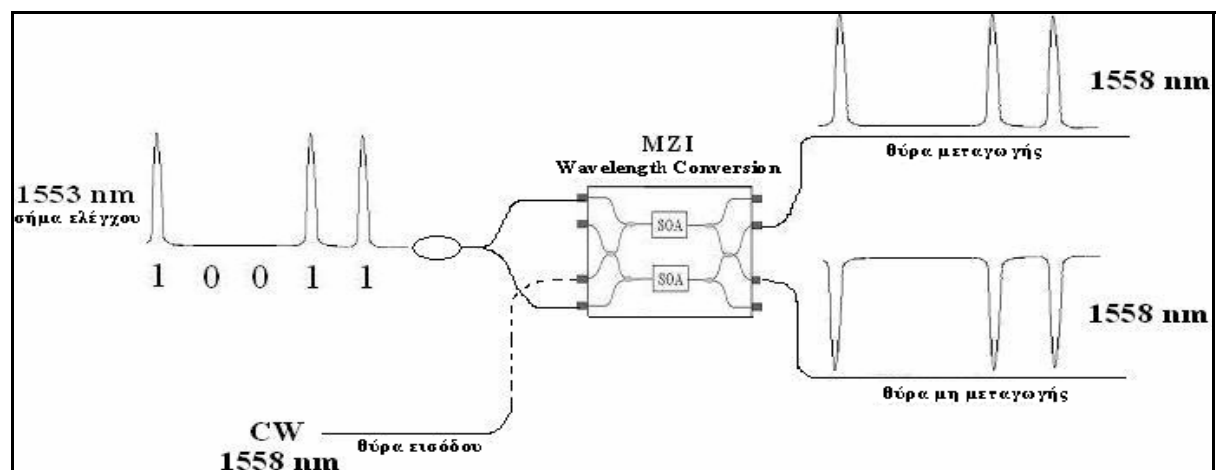 1553 nm
σήμα ελέγχου
1 0 0 1 1
CW
1558 nm
θύρα εισόδου
MZI
Wavelength Conversion
SOA
SOA
1558 nm
θύρα μεταγωγής
1558 nm
θύρα μη μεταγωγής